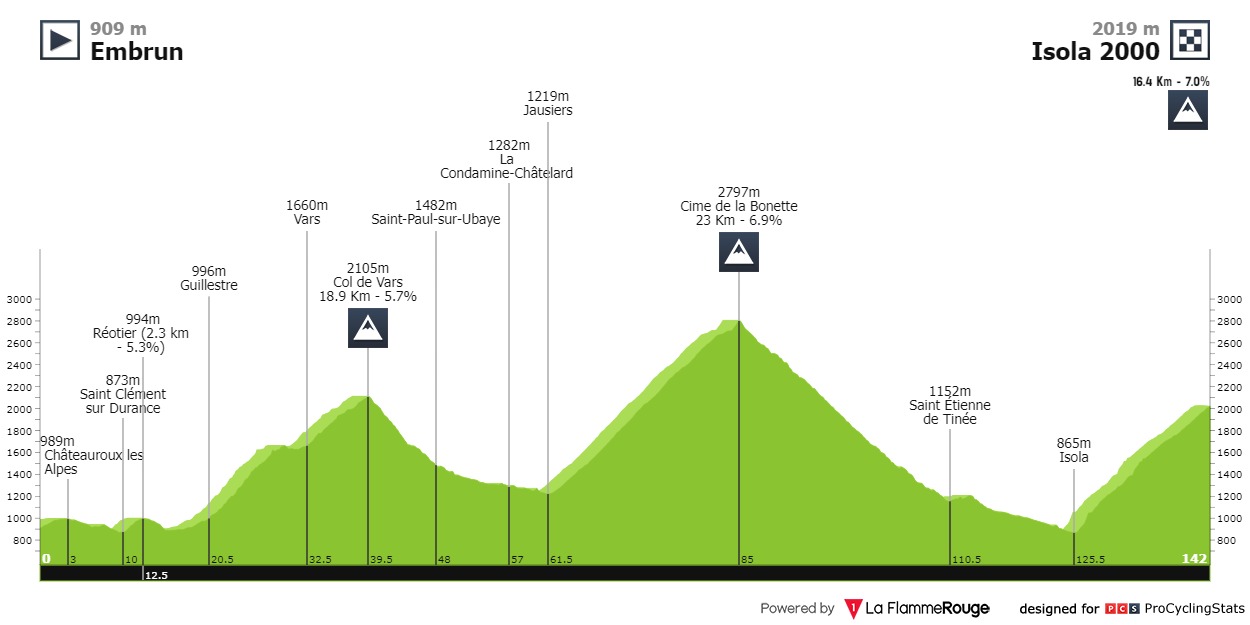 909 m
Embrun
2019 m
Isola 2000
16.4 Km - 7.0%
1219m
Jausiers
1282m
La
Condamine-Châtelard
2797m
Cime de la Bonette
23 Km - 6.9%
1660m
Vars
1482m
Saint-Paul-sur-Ubaye
996m
Guillestre
2105m
Col de Vars
18.9 Km - 5.7%
994m
Réotier (2.3 km
- 5.3%)
873m
Saint Clément
sur Durance
989m
Châteauroux les
Alpes
1152m
Saint Étienne
de Tinée
865m
Isola
3000
2800
2600
2400
2200
2000
1800
1600
1400
1200
1000
800
3000
2800
2600
2400
2200
2000
1800
1600
1400
1200
1000
800
0
3
10
12.5
20.5
32.5
39.5
48
57
61.5
85
110.5
125.5
142
Powered by La FlammeRouge designed for PCS ProCyclingStats